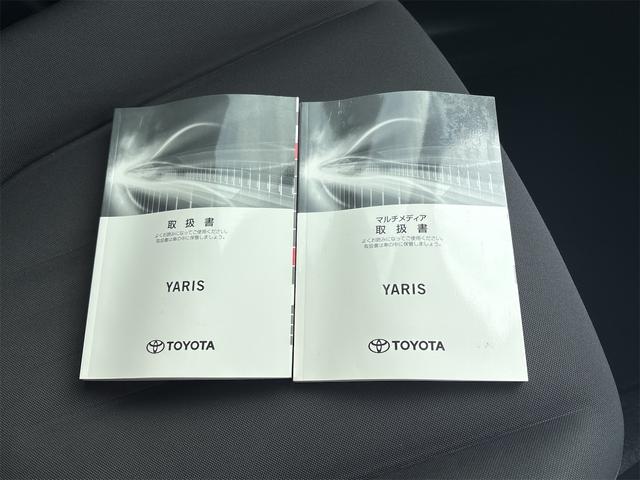 取扱書
よくお読みになってご使用ください。
取扱書は車の中に保管しましょう。
YARIS
TOYOTA
マルチメディア
取扱書
よくお読みになってご使用ください。
取扱書は車の中に保管しましょう。
YARIS
TOYOTA